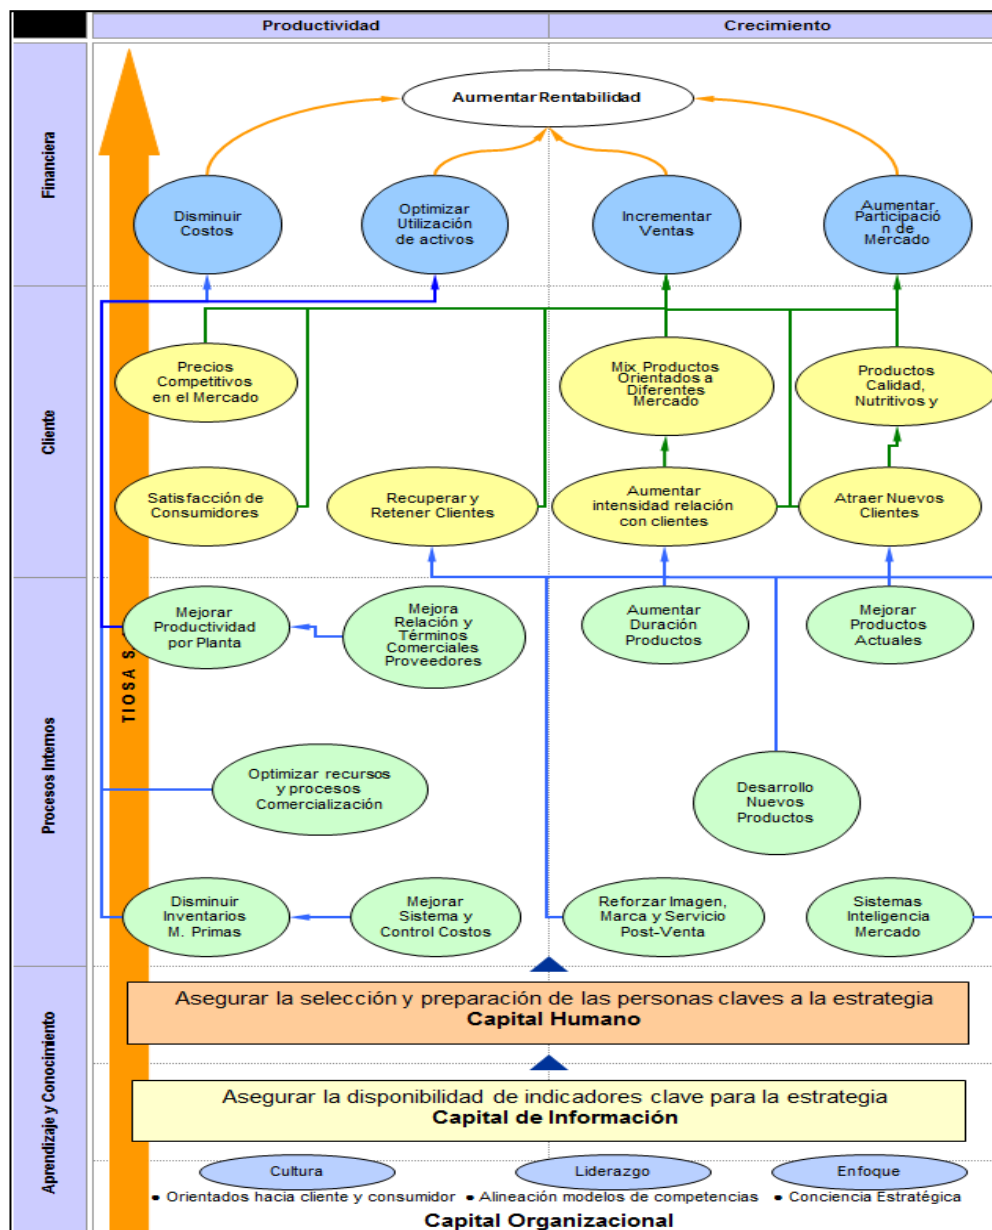 Productividad
Crecimiento
Financiera
Aumentar Rentabilidad
Disminuir
Costos
Optimizar
Utilización
de activos
Incrementar
Ventas
Aumentar
Participació
n de
Mercado
Cliente
Precios
Competitivos
en el Mercado
Mix Productos
Orientados a
Diferentes
Mercado
Productos
Calidad,
Nutritivos y
Satisfacción de
Consumidores
Recuperar y
Retener Clientes
Aumentar
intensidad relación
con clientes
Atraer Nuevos
Clientes
Procesos Internos
TIOSA S.
Mejorar
Productividad
por Planta
Mejora
Relación y
Términos
Comerciales
Proveedores
Aumentar
Duración
Productos
Mejorar
Productos
Actuales
Optimizar recursos
y procesos
Comercialización
Desarrollo
Nuevos
Productos
Disminuir
Inventarios
M. Primas
Mejorar
Sistema y
Control Costos
Reforzar Imagen,
Marca y Servicio
Post-Venta
Sistemas
Inteligencia
Mercado
Aprendizaje y Conocimiento
Asegurar la selección y preparación de las personas claves a la estrategia
Capital Humano
Asegurar la disponibilidad de indicadores clave para la estrategia
Capital de Información
Cultura
Liderazgo
Enfoque
• Orientados hacia cliente y consumidor
• Alineación modelos de competencias
• Conciencia Estratégica
Capital Organizacional